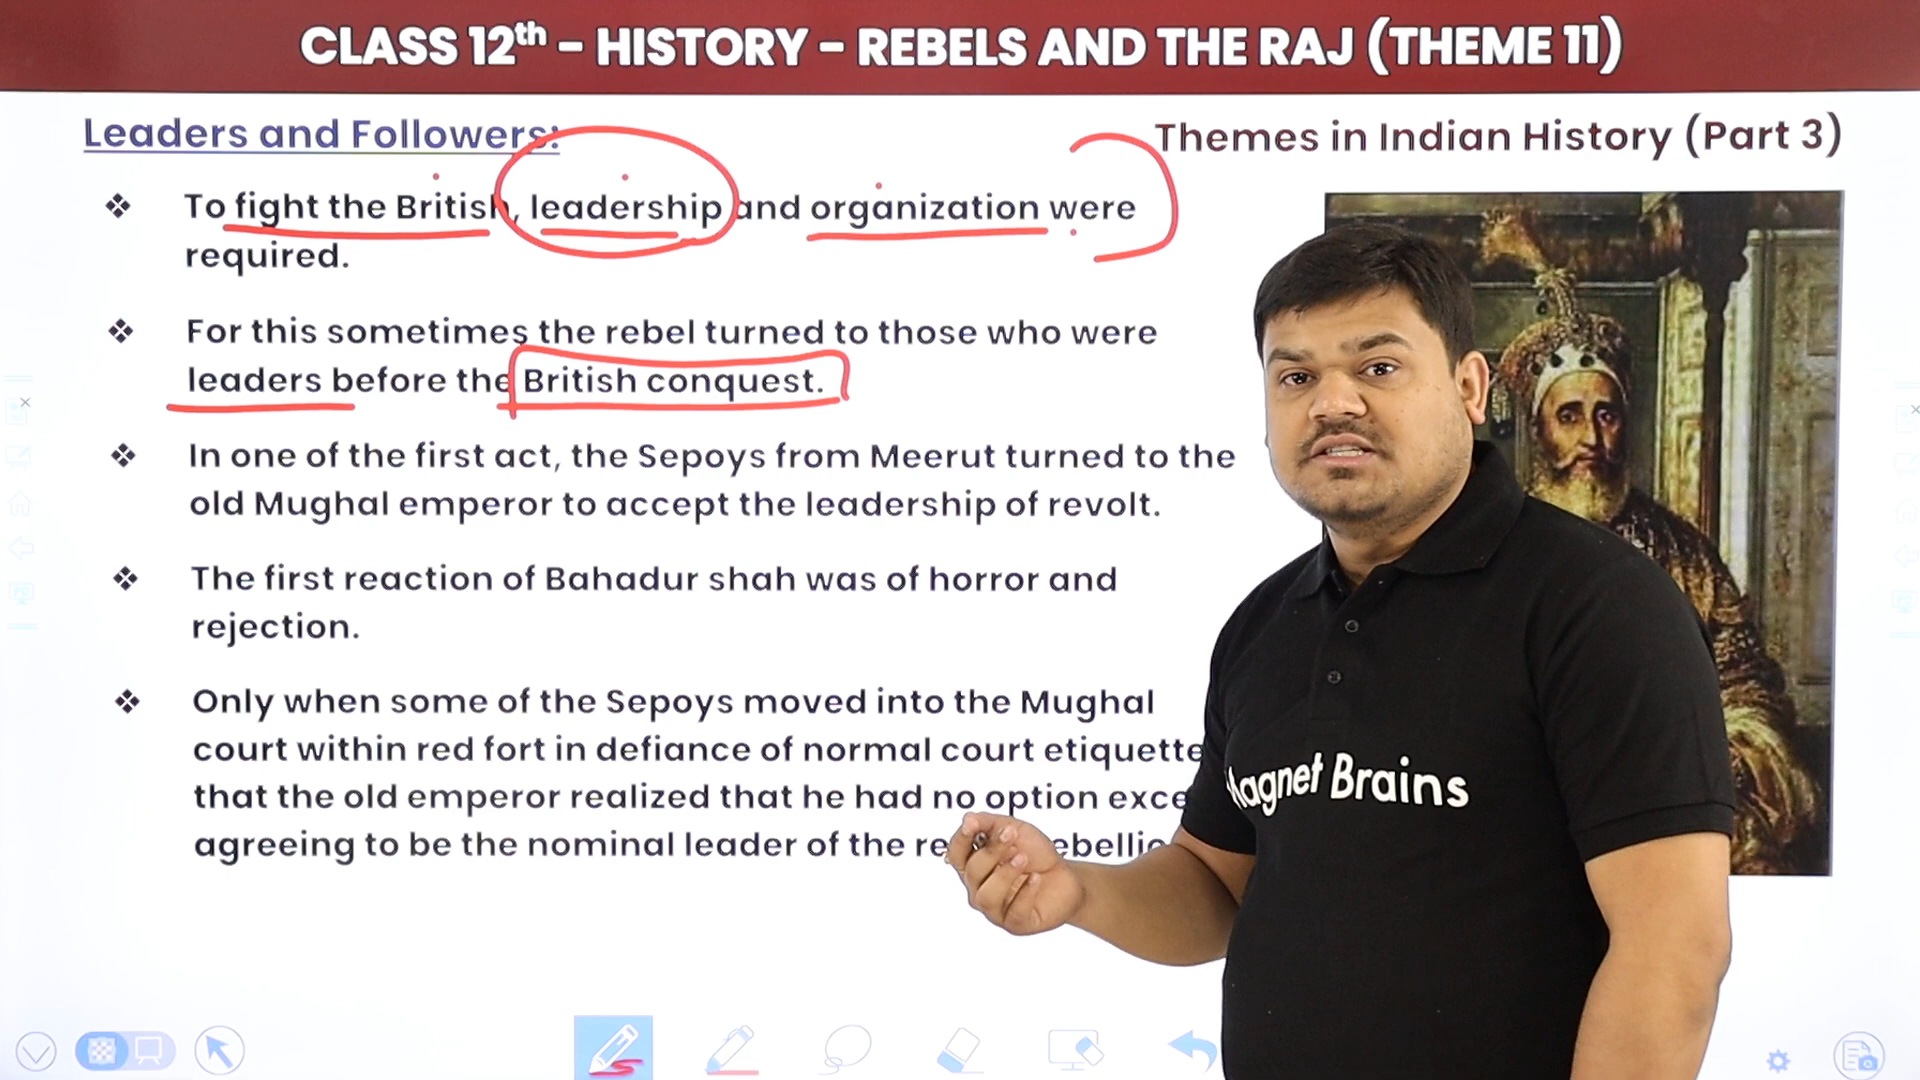 CLASS 12th – HISTORY – REBELS AND THE RAJ (THEME 11)
Leaders and Followers:
Themes in Indian History (Part 3)
❖ To fight the British, leadership and organization were
required.
❖ For this sometimes the rebel turned to those who were
leaders before the British conquest.
❖ In one of the first act, the Sepoys from Meerut turned to the
old Mughal emperor to accept the leadership of revolt.
❖ The first reaction of Bahadur shah was of horror and
rejection.
❖ Only when some of the Sepoys moved into the Mughal
court within red fort in defiance of normal court etiquette
that the old emperor realized that he had no option
agreeing to be the nominal leader of the
Magnet Brains